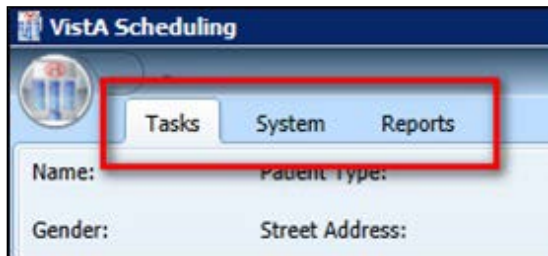 VistA Scheduling
Tasks System Reports
Name: Patient Type:
Gender: Street Address: